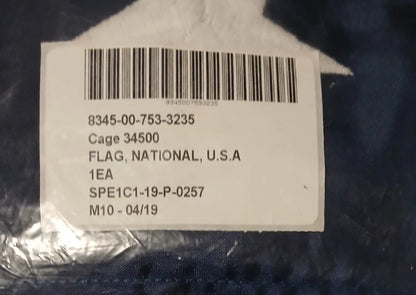 8345007533235
8345-00-753-3235
Cage 34500
FLAG, NATIONAL, U.S.A
1EA
SPE1C1-19-P-0257
M10 - 04/19